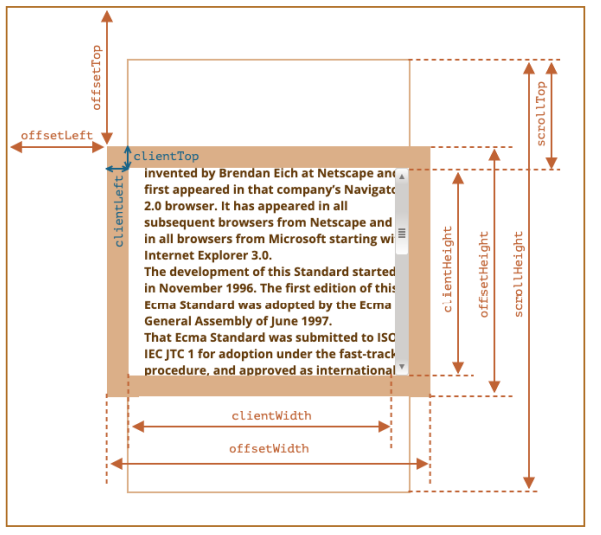 offsetTop
scrollTop
offsetLeft
clientTop
clientLeft
invented by Brendan Eich at Netscape and
first appeared in that company's Navigato
2.0 browser. It has appeared in all
subsequent browsers from Netscape and
in all browsers from Microsoft starting wi
Internet Explorer 3.0.
The development of this Standard started
in November 1996. The first edition of this
Ecma Standard was adopted by the Ecma
General Assembly of June 1997.
That Ecma Standard was submitted to ISO
IEC JTC 1 for adoption under the fast-track
procedure, and approved as international
clientHeight
offsetHeight
scrollHeight
clientWidth
offsetWidth